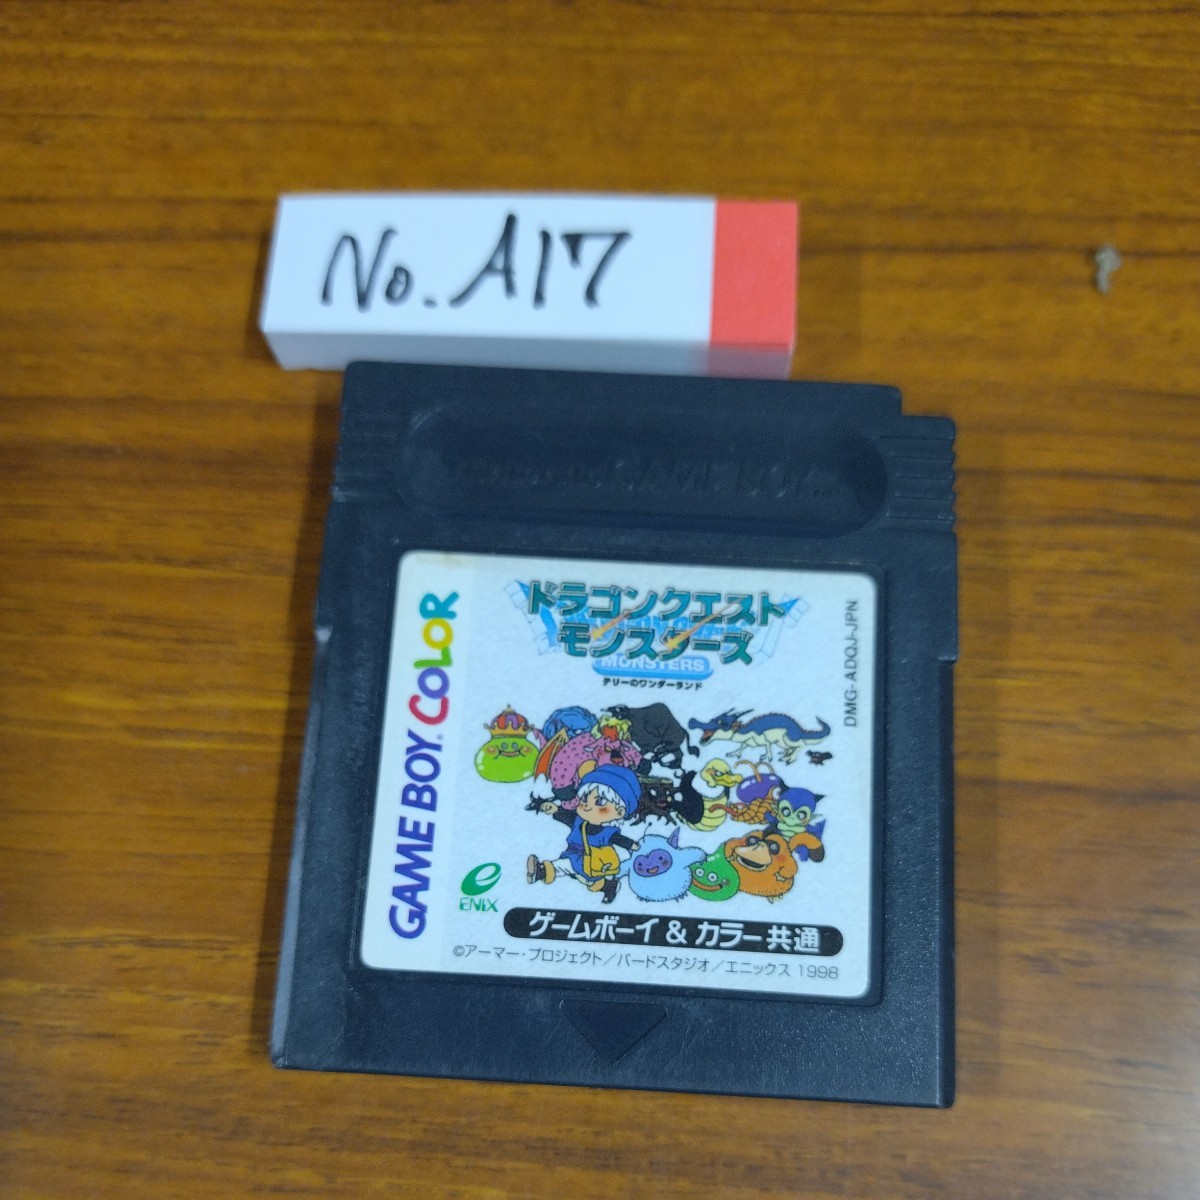 No. A17
Nintendo GAME BOY
ドラゴンクエスト
モンスターズ
MONSTERS
テリーのワンダーランド
GAME BOY COLOR
DMG-ADQJ-JPN
ENIX
ゲームボーイ & カラー共通
©アーマー・プロジェクト/バードスタジオ/エニックス 1998